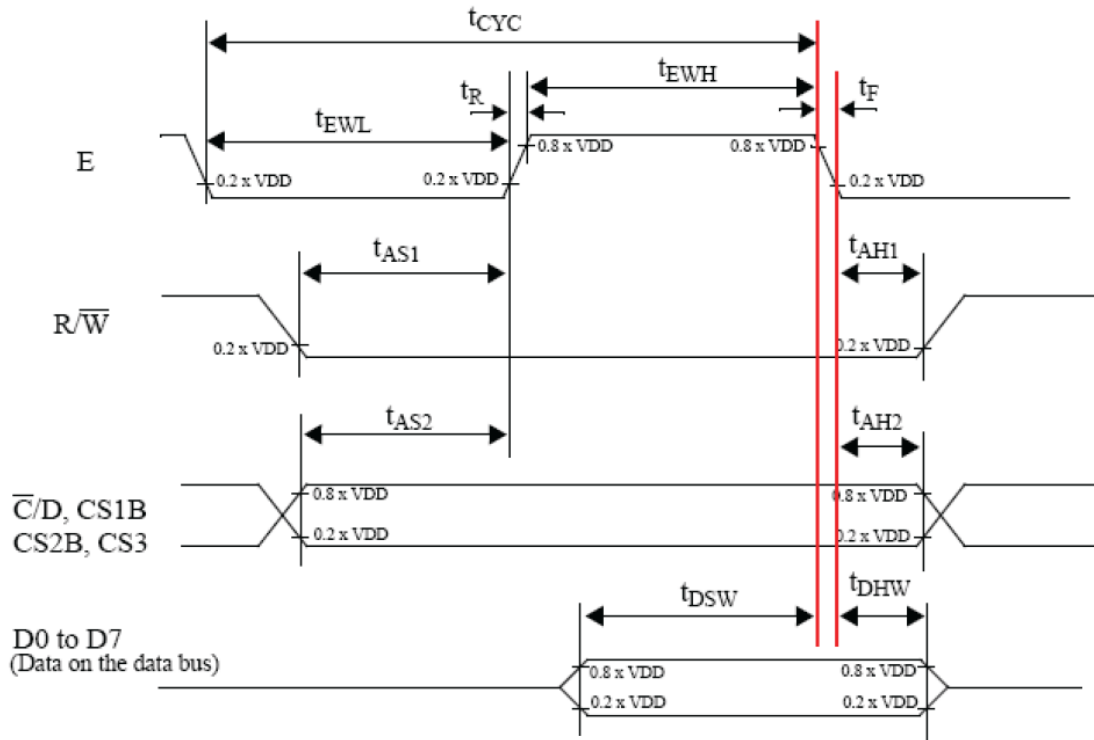 tCYC
tEWH
tR
tF
tEWL
E
0.8 x VDD
0.8 x VDD
0.2 x VDD
0.2 x VDD
0.2 x VDD
tAS1
tAH1
R/W̅
0.2 x VDD
0.2 x VDD
tAS2
tAH2
C̅/D, CS1B
CS2B, CS3
0.8 x VDD
0.8 x VDD
0.2 x VDD
0.2 x VDD
tDSW
tDHW
D0 to D7
(Data on the data bus)
0.8 x VDD
0.8 x VDD
0.2 x VDD
0.2 x VDD